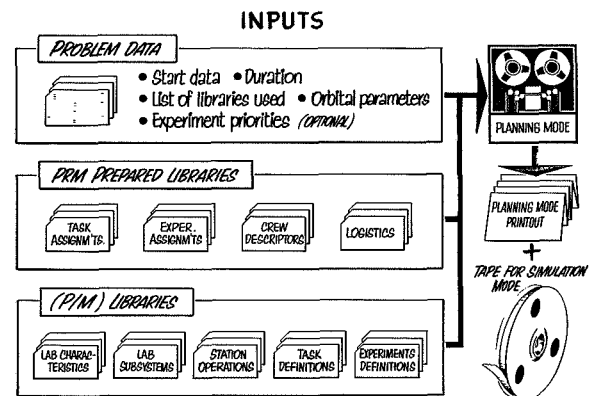 INPUTS
PROBLEM DATA
• Start data • Duration
• List of libraries used • Orbital parameters
• Experiment priorities (OPTIONAL)
PLANNING MODE
PRM PREPARED LIBRARIES
TASK
ASSIGNM'TS.
EXPER.
ASSIGNM'TS
CREW
DESCRIPTORS
LOGISTICS
PLANNING MODE
PRINTOUT
+
TAPE FOR SIMULATION
MODE
(P/M) LIBRARIES
LAB CHARAC-
TERISTICS
LAB
SUBSYSTEMS
STATION
OPERATIONS
TASK
DEFINITIONS
EXPERIMENTS
DEFINITIONS